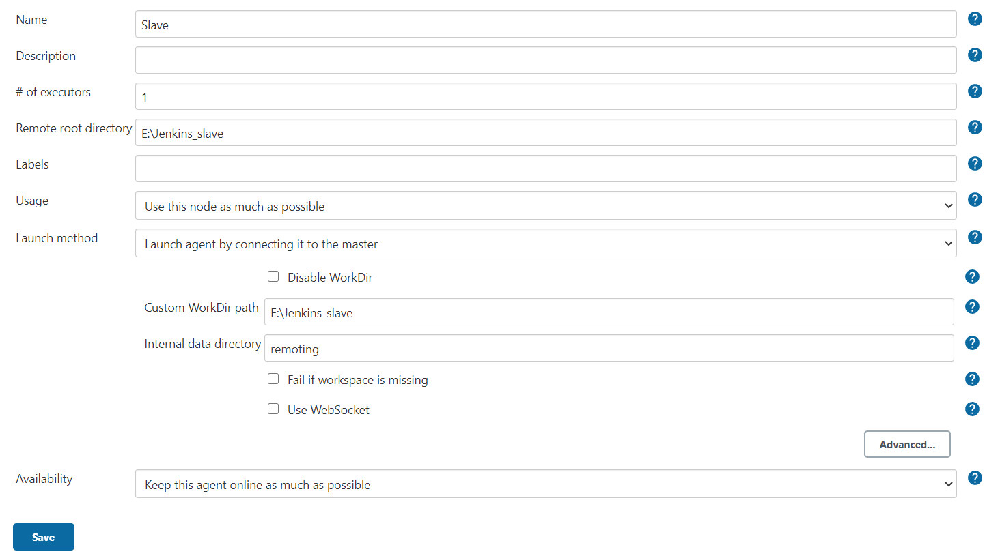 Name
Slave
Description
# of executors
1
Remote root directory
E:\Jenkins_slave
Labels
Usage
Use this node as much as possible
Launch method
Launch agent by connecting it to the master
Disable WorkDir
Custom WorkDir path
E:\Jenkins_slave
Internal data directory
remoting
Fail if workspace is missing
Use WebSocket
Advanced...
Availability
Keep this agent online as much as possible
Save